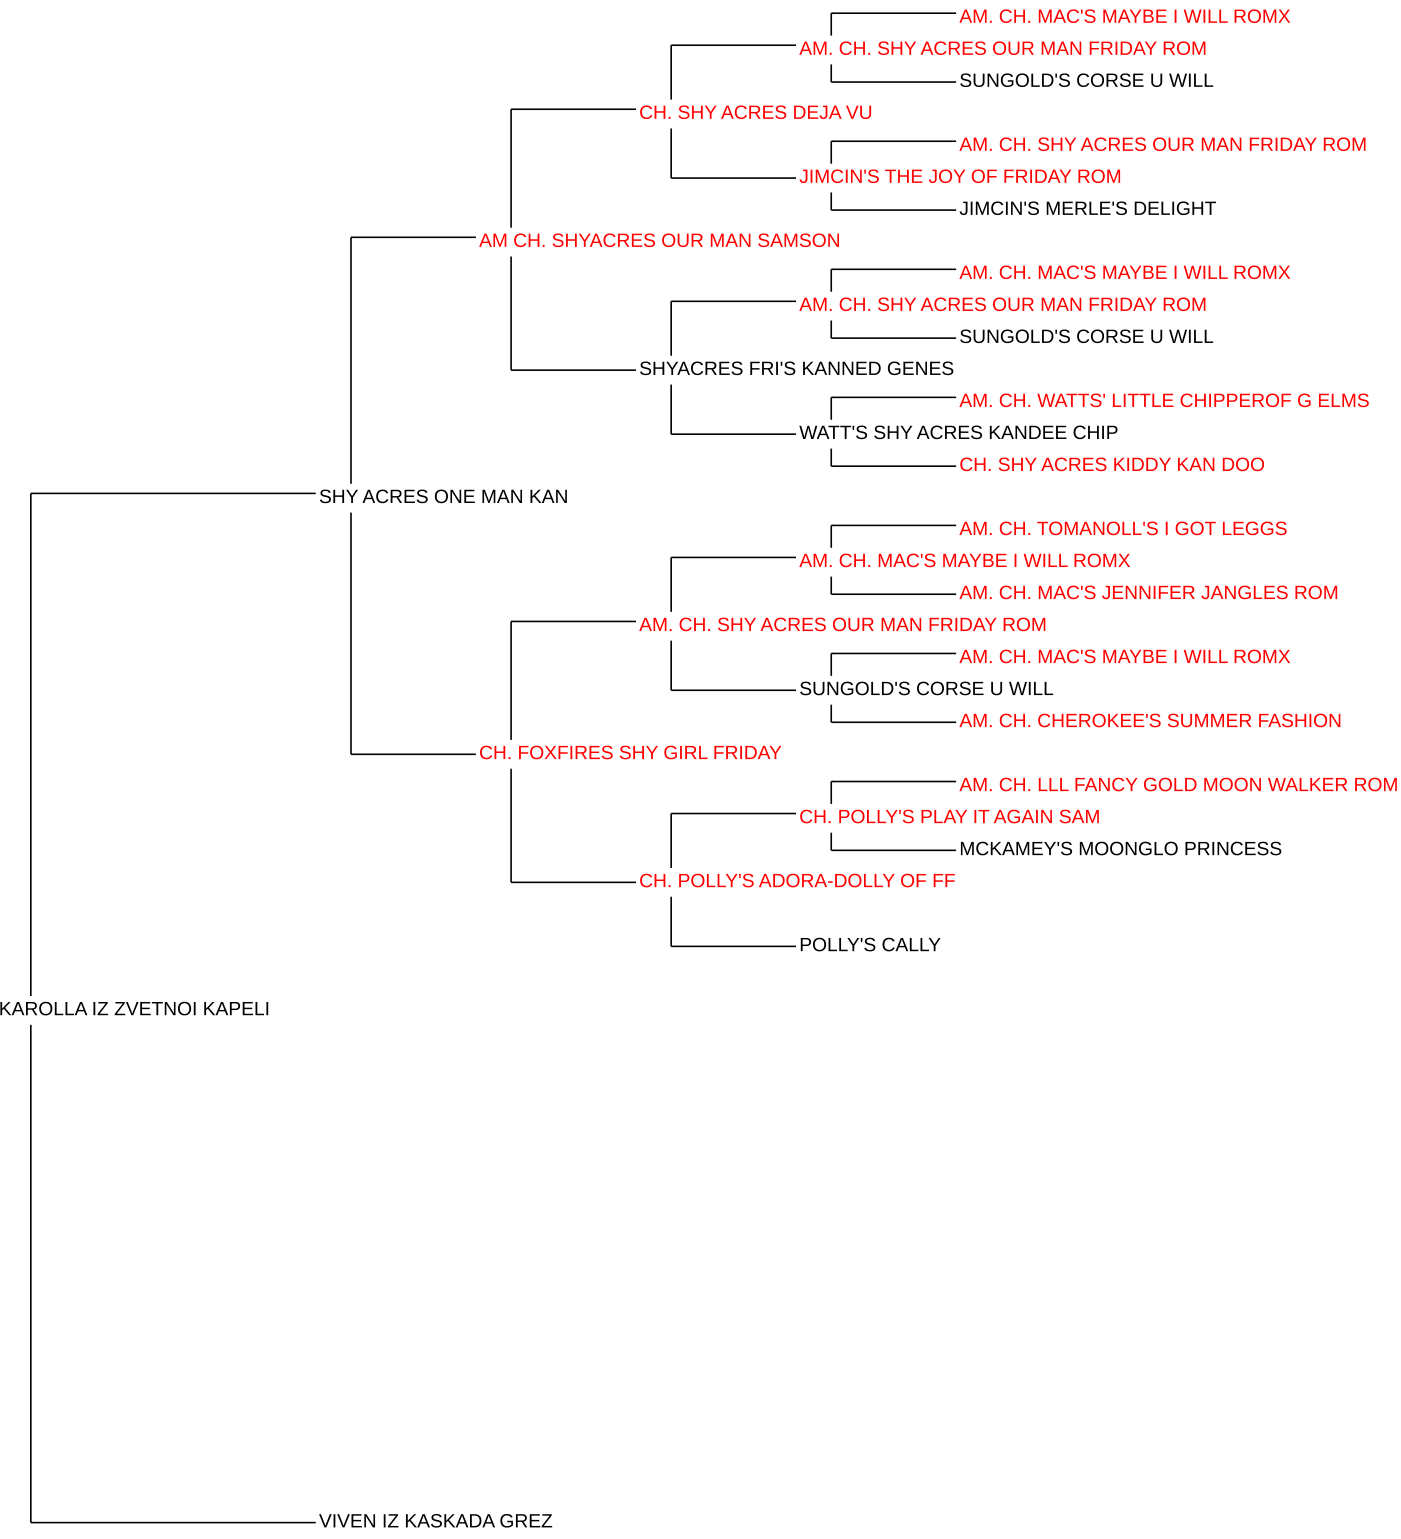 AM. CH. MAC'S MAYBE I WILL ROMX
AM. CH. SHY ACRES OUR MAN FRIDAY ROM
SUNGOLD'S CORSE U WILL
CH. SHY ACRES DEJA VU
AM. CH. SHY ACRES OUR MAN FRIDAY ROM
JIMCIN'S THE JOY OF FRIDAY ROM
JIMCIN'S MERLE'S DELIGHT
AM CH. SHYACRES OUR MAN SAMSON
AM. CH. MAC'S MAYBE I WILL ROMX
AM. CH. SHY ACRES OUR MAN FRIDAY ROM
SUNGOLD'S CORSE U WILL
SHYACRES FRI'S KANNED GENES
AM. CH. WATTS' LITTLE CHIPPEROF G ELMS
WATT'S SHY ACRES KANDEE CHIP
CH. SHY ACRES KIDDY KAN DOO
SHY ACRES ONE MAN KAN
AM. CH. TOMANOLL'S I GOT LEGGS
AM. CH. MAC'S MAYBE I WILL ROMX
AM. CH. MAC'S JENNIFER JANGLES ROM
AM. CH. SHY ACRES OUR MAN FRIDAY ROM
AM. CH. MAC'S MAYBE I WILL ROMX
SUNGOLD'S CORSE U WILL
AM. CH. CHEROKEE'S SUMMER FASHION
CH. FOXFIRES SHY GIRL FRIDAY
AM. CH. LLL FANCY GOLD MOON WALKER ROM
CH. POLLY'S PLAY IT AGAIN SAM
MCKAMEY'S MOONGLO PRINCESS
CH. POLLY'S ADORA-DOLLY OF FF
POLLY'S CALLY
KAROLLA IZ ZVETNOI KAPELI
VIVEN IZ KASKADA GREZ